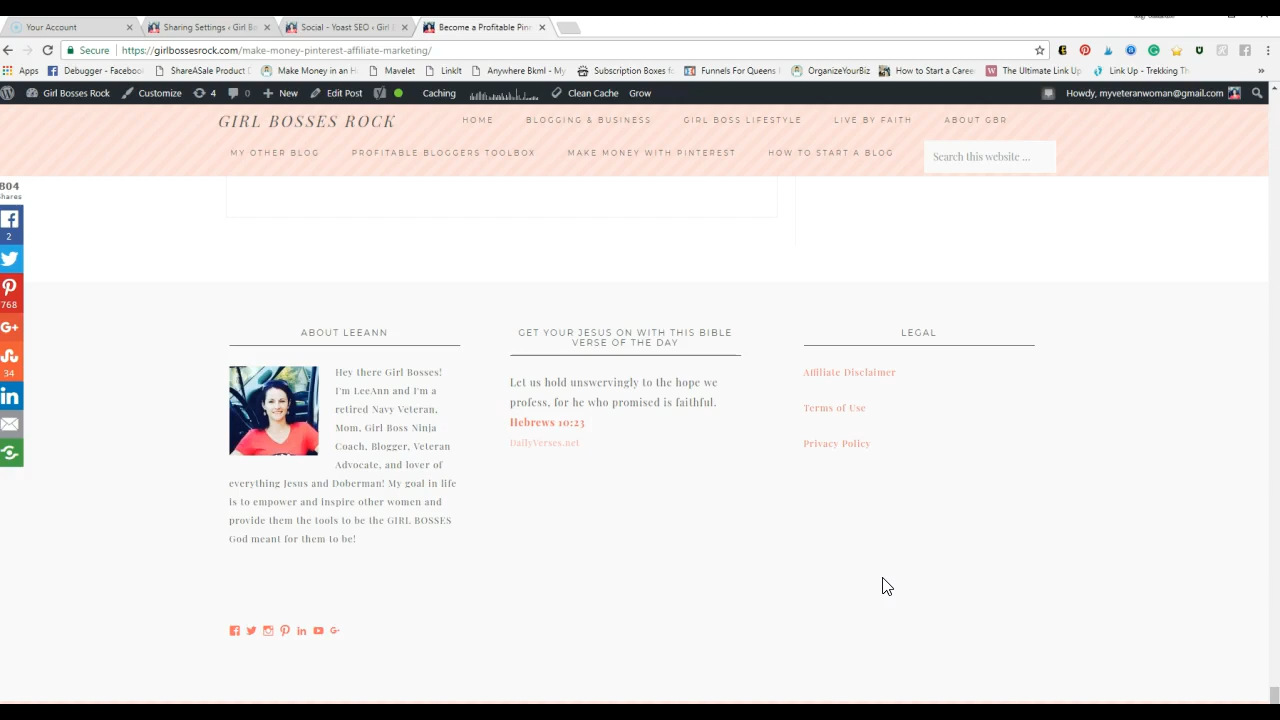 Your Account
Sharing Settings ‹ Girl Bo
Social - Yoast SEO ‹ Girl B
Become a Profitable Pin
Secure
https://girlbossesrock.com/make-money-pinterest-affiliate-marketing/
Apps
Debugger - Faceboo
ShareASale Product D
Make Money in an H
Mavelet
LinkIt
Anywhere Bkml - My
Subscription Boxes fo
Funnels For Queens
OrganizeYourBiz
How to Start a Caree
The Ultimate Link Up
Link Up - Trekking Th
»
Girl Bosses Rock
Customize
4
0
New
Edit Post
Caching
Clean Cache
Grow
Howdy, myveteranwoman@gmail.com
GIRL BOSSES ROCK
HOME
BLOGGING & BUSINESS
GIRL BOSS LIFESTYLE
LIVE BY FAITH
ABOUT GBR
MY OTHER BLOG
PROFITABLE BLOGGERS TOOLBOX
MAKE MONEY WITH PINTEREST
HOW TO START A BLOG
Search this website ...
804
Shares
2
768
34
ABOUT LEEANN
Hey there Girl Bosses!
I'm LeeAnn and I'm a
retired Navy Veteran,
Mom, Girl Boss Ninja
Coach, Blogger, Veteran
Advocate, and lover of
everything Jesus and Doberman! My goal in life
is to empower and inspire other women and
provide them the tools to be the GIRL BOSSES
God meant for them to be!
GET YOUR JESUS ON WITH THIS BIBLE
VERSE OF THE DAY
Let us hold unswervingly to the hope we
profess, for he who promised is faithful.
Hebrews 10:23
DailyVerses.net
LEGAL
Affiliate Disclaimer
Terms of Use
Privacy Policy